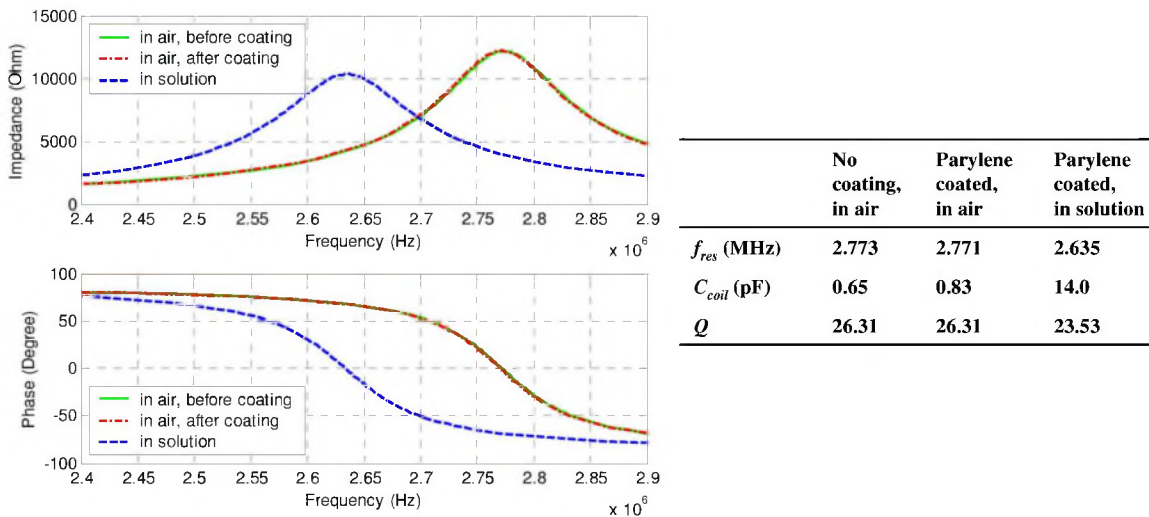 15000
10000
5000
0
Impedance (Ohm)
in air, before coating
in air, after coating
in solution
2.4 2.45 2.5 2.55 2.6 2.65 2.7 2.75 2.8 2.85 2.9
Frequency (Hz)
x 10^6
100
50
0
-50
-100
Phase (Degree)
in air, before coating
in air, after coating
in solution
2.4 2.45 2.5 2.55 2.6 2.65 2.7 2.75 2.8 2.85 2.9
Frequency (Hz)
x 10^6
No coating, in air Parylene coated, in air Parylene coated, in solution
f_res (MHz) 2.773 2.771 2.635
C_coil (pF) 0.65 0.83 14.0
Q 26.31 26.31 23.53